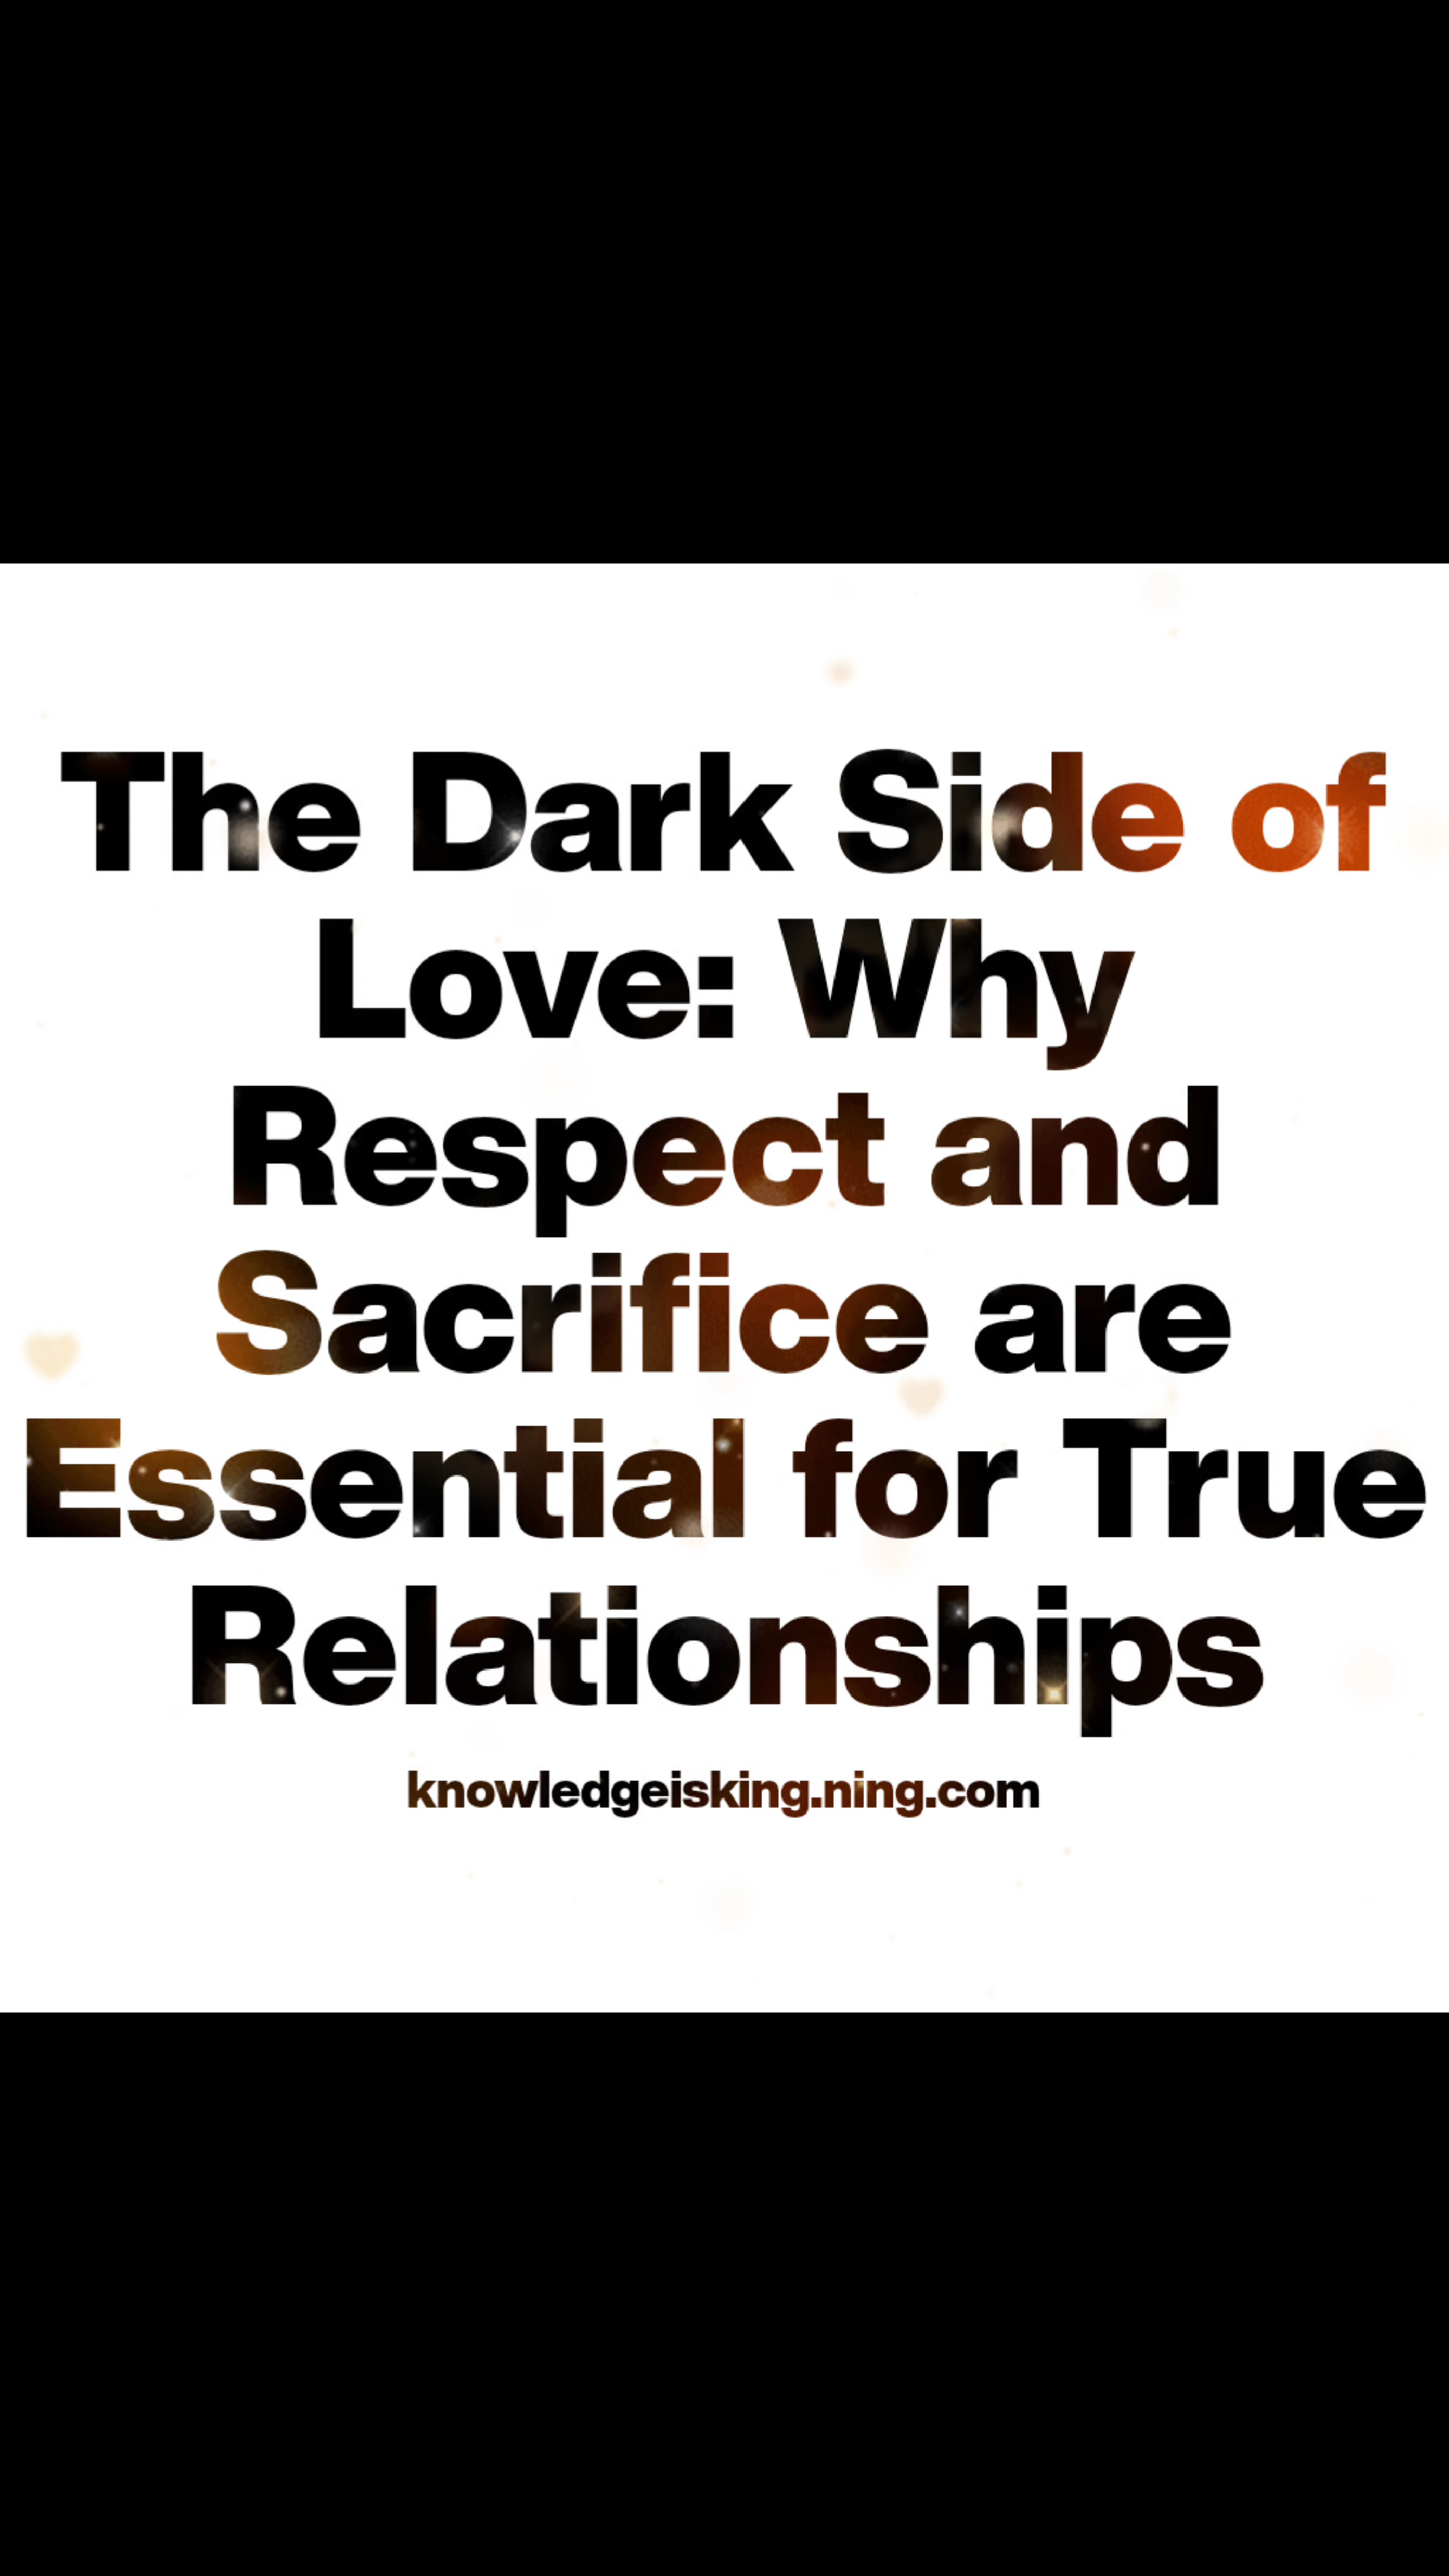 The Dark Side of
Love: Why
Respect and
Sacrifice are
Essential for True
Relationships
knowledgeisking.ning.com